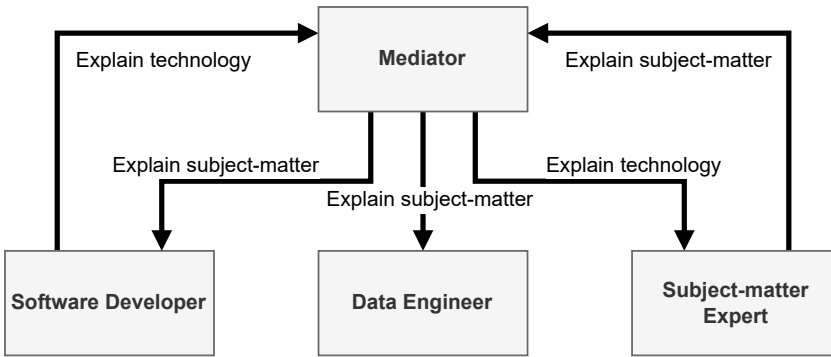 Mediator
Explain technology
Explain subject-matter
Explain subject-matter
Explain technology
Explain subject-matter
Software Developer
Data Engineer
Subject-matter
Expert